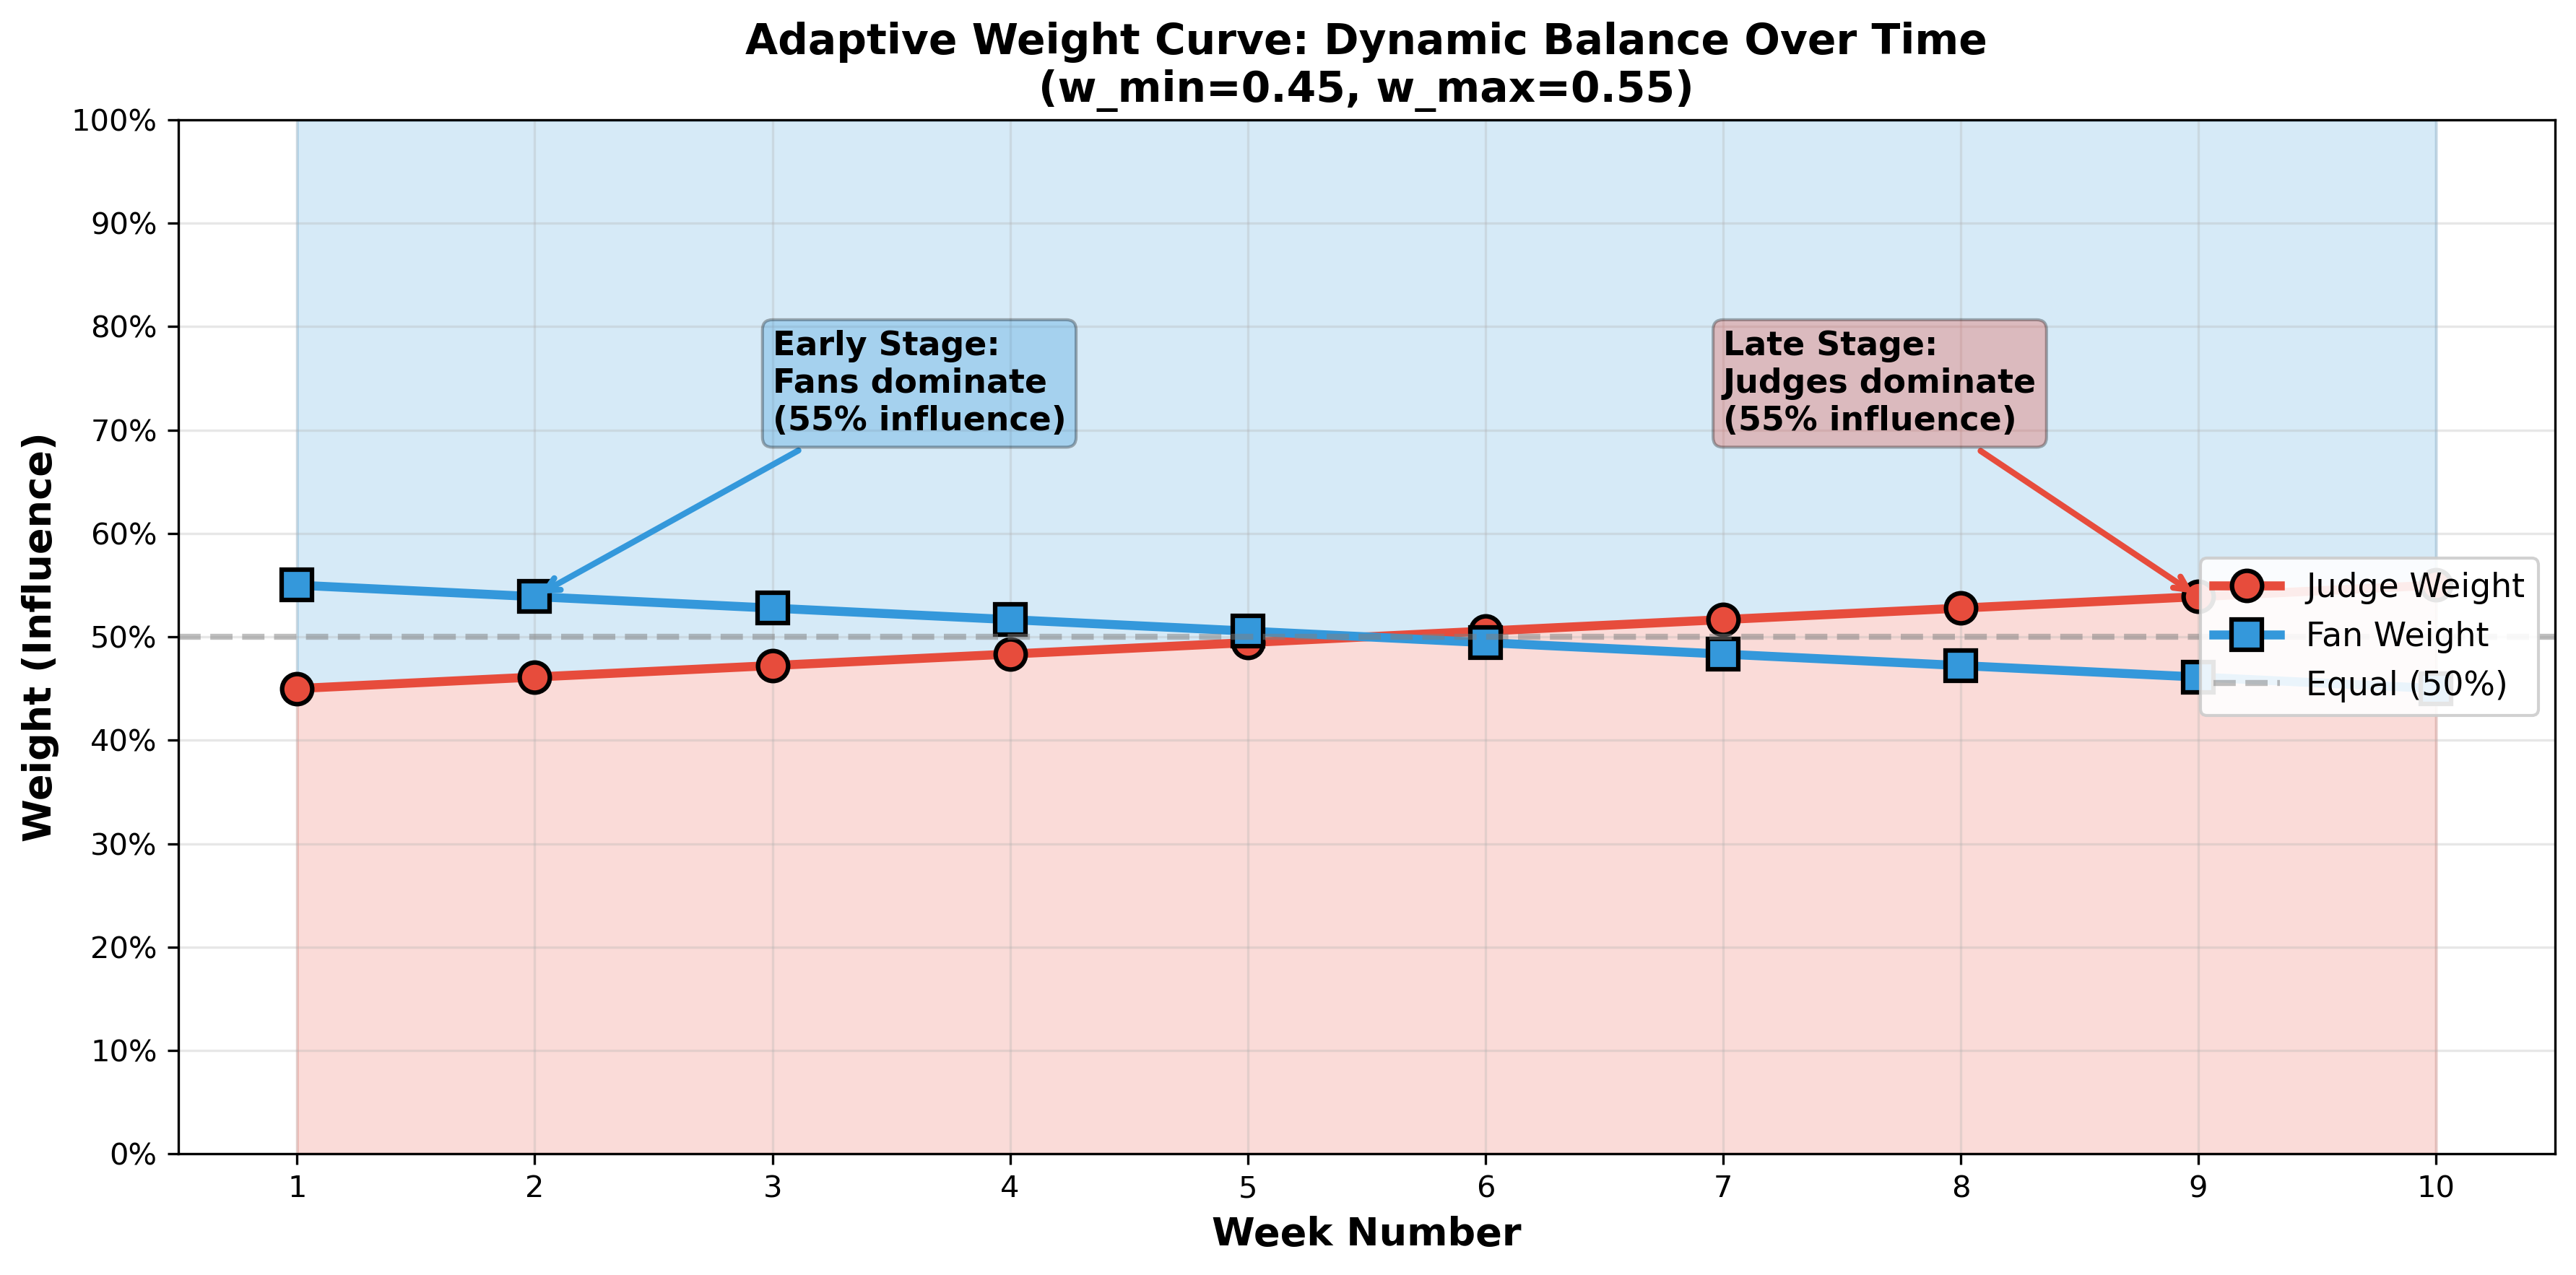 Adaptive Weight Curve: Dynamic Balance Over Time
(w_min=0.45, w_max=0.55)
Weight (Influence)
100%
90%
80%
70%
60%
50%
40%
30%
20%
10%
0%
Early Stage:
Fans dominate
(55% influence)
Late Stage:
Judges dominate
(55% influence)
Judge Weight
Fan Weight
Equal (50%)
1 2 3 4 5 6 7 8 9 10
Week Number